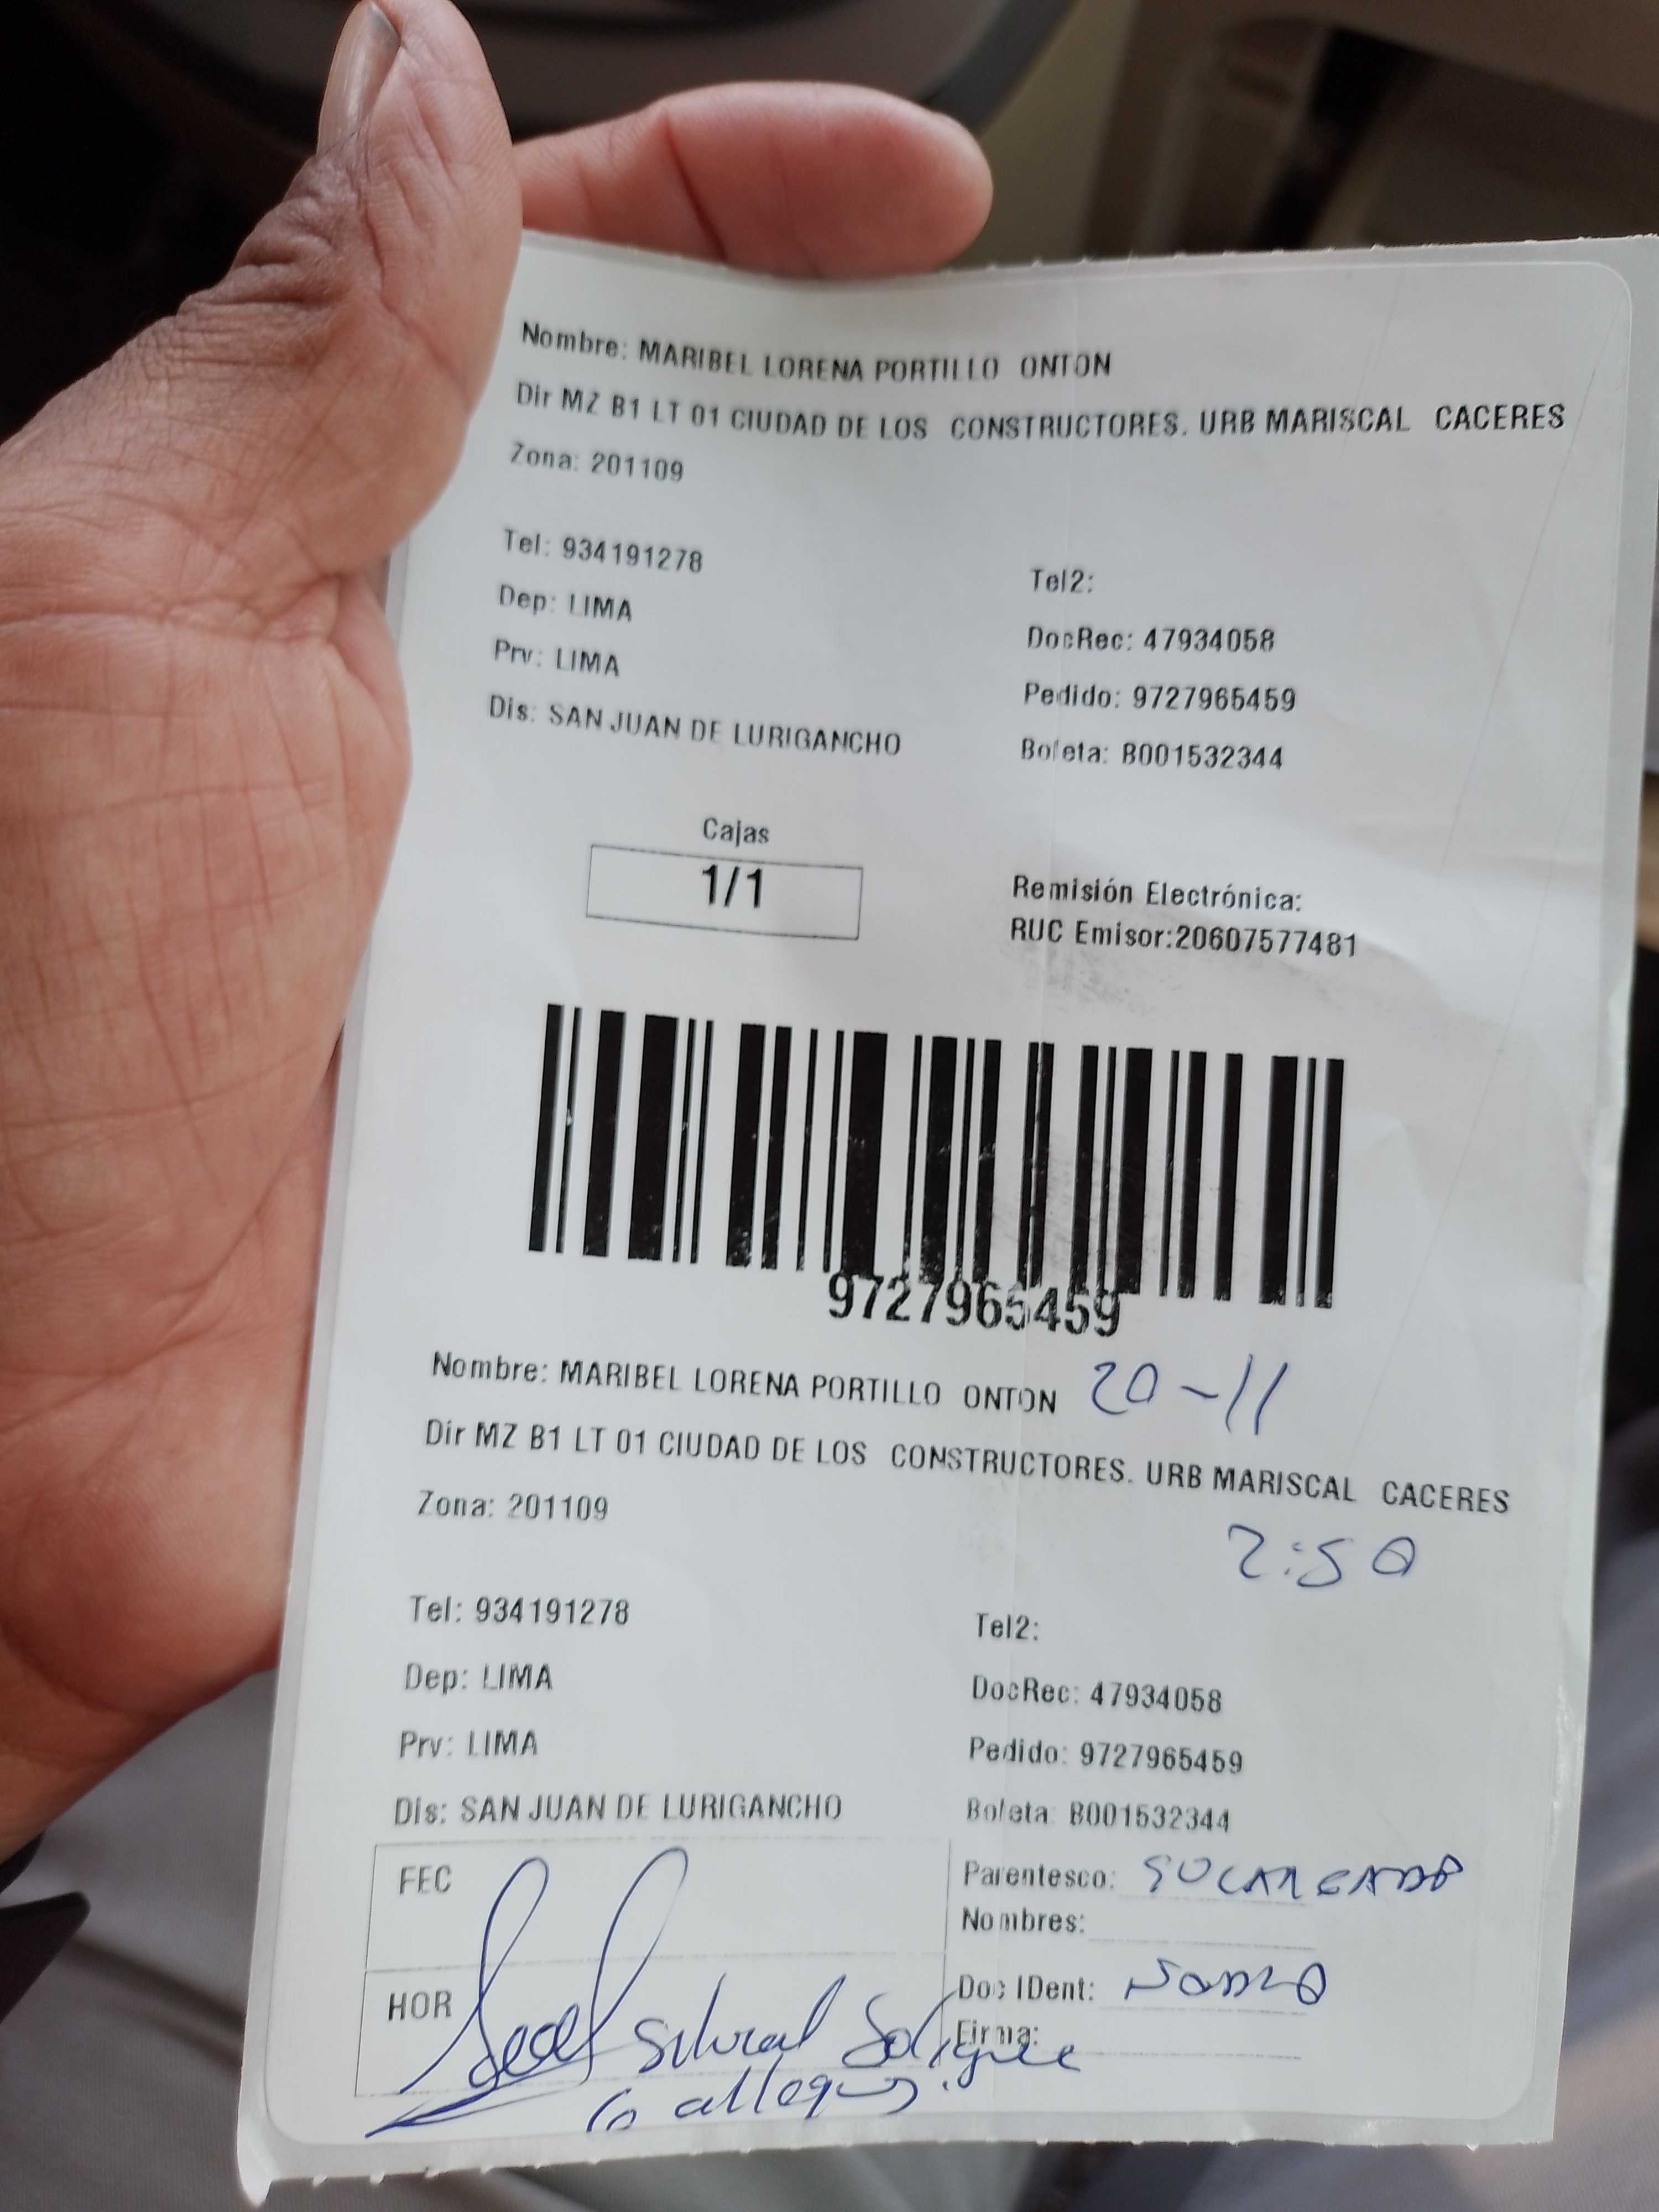 Nombre: MARIBEL LORENA PORTILLO ONTON
Dir MZ B1 LT 01 CIUDAD DE LOS CONSTRUCTORES. URB MARISCAL CACERES
Zona: 201109
Tel: 934191278
Tel2:
Dep: LIMA
DocRec: 47934058
Prv: LIMA
Pedido: 9727965459
Dis: SAN JUAN DE LURIGANCHO
Boleta: B001532344
Cajas
1/1
Remisión Electrónica:
RUC Emisor:20607577481
9727965459
Nombre: MARIBEL LORENA PORTILLO ONTON 20-11
Dir MZ B1 LT 01 CIUDAD DE LOS CONSTRUCTORES. URB MARISCAL CACERES
Zona: 201109
2:50
Tel: 934191278
Tel2:
Dep: LIMA
DocRec: 47934058
Prv: LIMA
Pedido: 9727965459
Dis: SAN JUAN DE LURIGANCHO
Boleta: B001532344
FEC
Parentesco:
Nombres:
HOR
Doc IDent:
Firma: